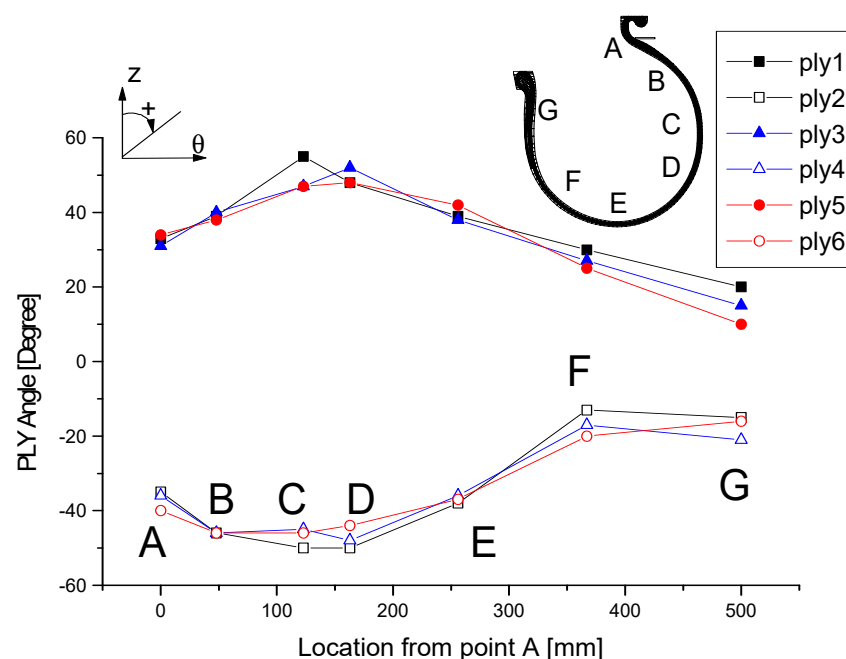 z
+
θ
A
B
C
D
E
F
G
ply1
ply2
ply3
ply4
ply5
ply6
60
40
20
0
-20
-40
-60
PLY Angle [Degree]
A
B
C
D
E
F
G
0
100
200
300
400
500
Location from point A [mm]